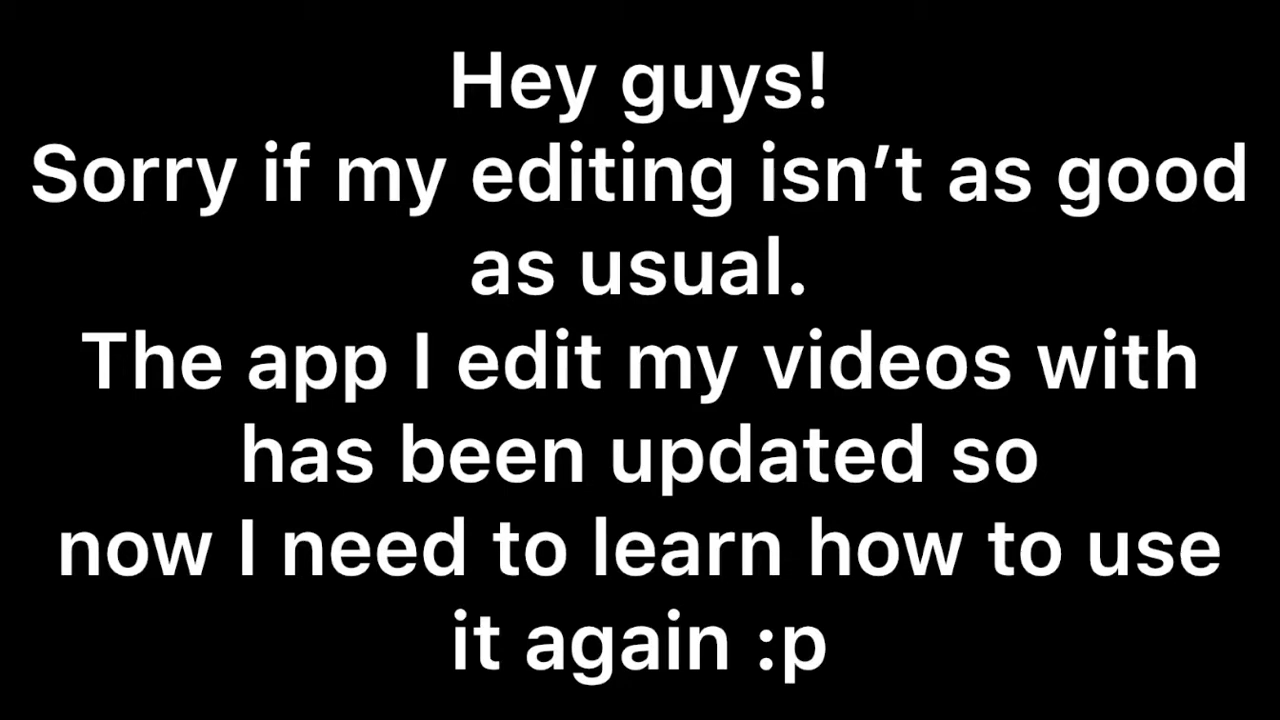 Hey guys!
Sorry if my editing isn’t as good
as usual.
The app I edit my videos with
has been updated so
now I need to learn how to use
it again :p